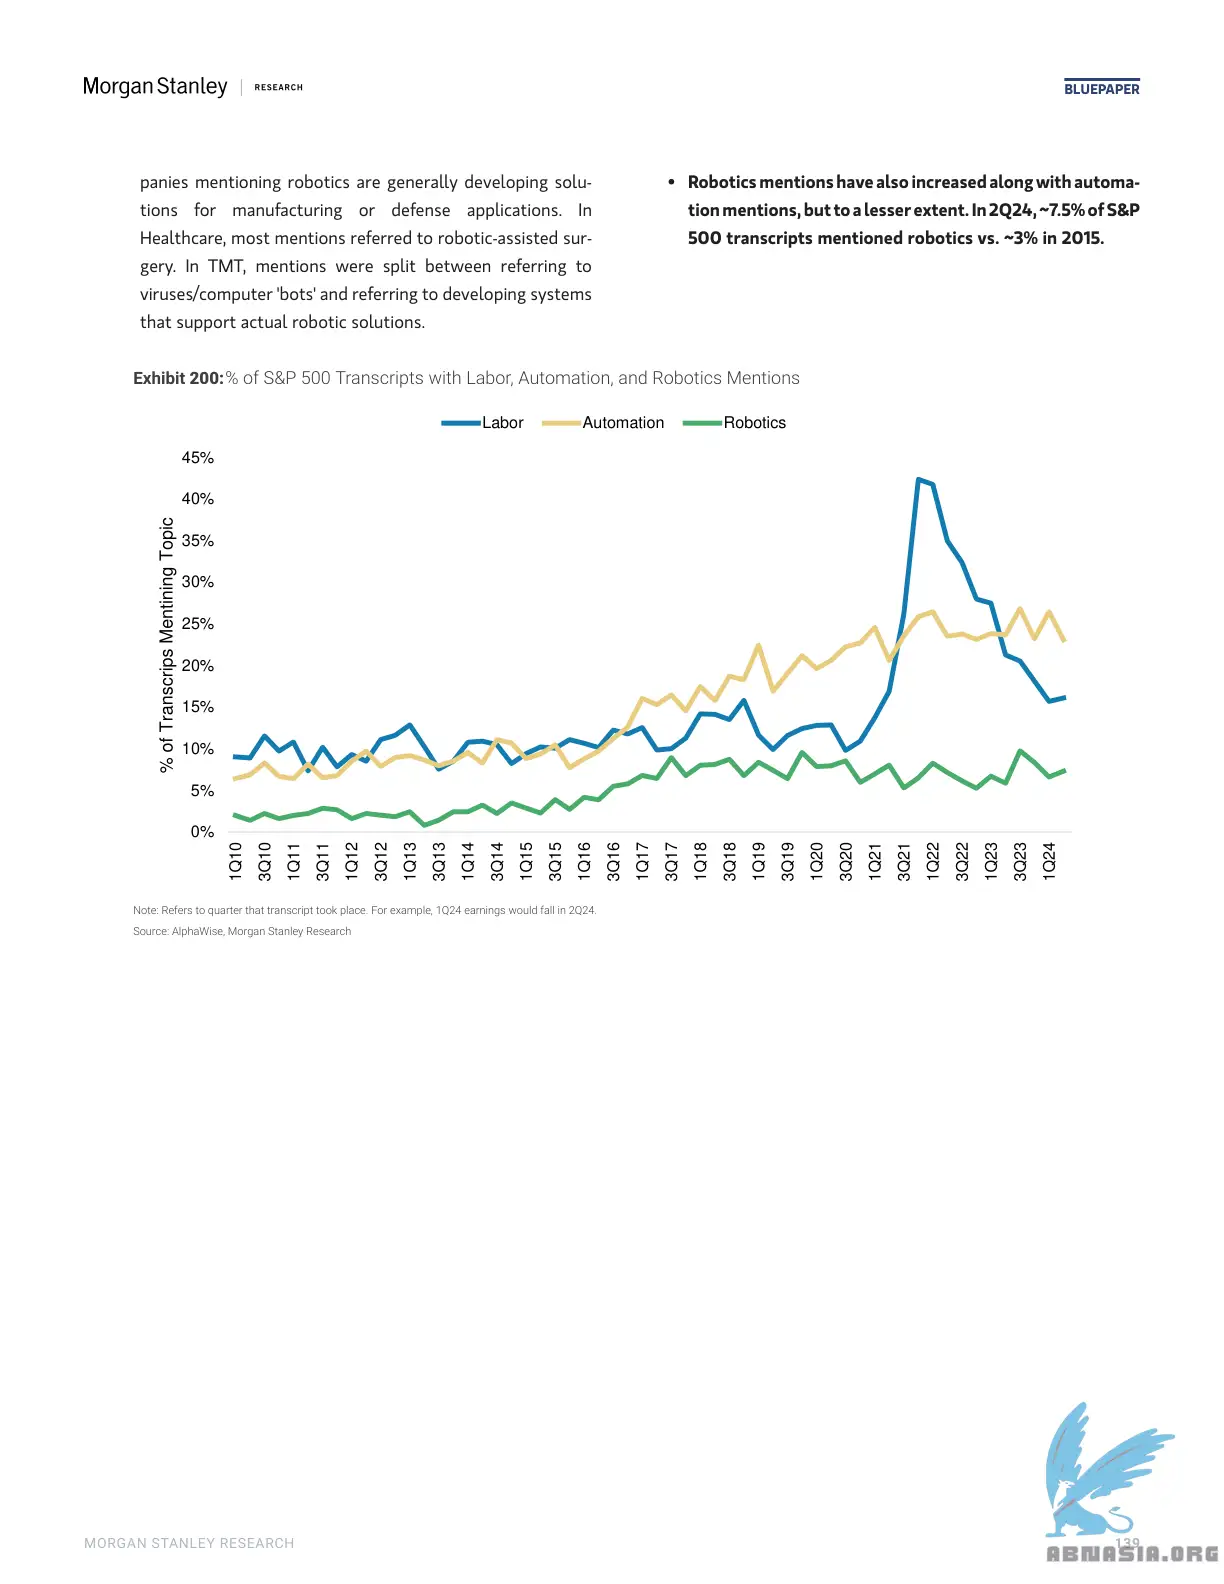 Morgan Stanley | RESEARCH
BLUEPAPER
panies mentioning robotics are generally developing solu-
tions for manufacturing or defense applications. In
Healthcare, most mentions referred to robotic-assisted sur-
gery. In TMT, mentions were split between referring to
viruses/computer 'bots' and referring to developing systems
that support actual robotic solutions.
• Robotics mentions have also increased along with automa-
tion mentions, but to a lesser extent. In 2Q24, ~7.5% of S&P
500 transcripts mentioned robotics vs. ~3% in 2015.
Exhibit 200: % of S&P 500 Transcripts with Labor, Automation, and Robotics Mentions
Labor Automation Robotics
% of Transcrips Mentining Topic
45%
40%
35%
30%
25%
20%
15%
10%
5%
0%
1Q10 3Q10 1Q11 3Q11 1Q12 3Q12 1Q13 3Q13 1Q14 3Q14 1Q15 3Q15 1Q16 3Q16 1Q17 3Q17 1Q18 3Q18 1Q19 3Q19 1Q20 3Q20 1Q21 3Q21 1Q22 3Q22 1Q23 3Q23 1Q24
Note: Refers to quarter that transcript took place. For example, 1Q24 earnings would fall in 2Q24.
Source: AlphaWise, Morgan Stanley Research
MORGAN STANLEY RESEARCH
139
ABNASIA.ORG